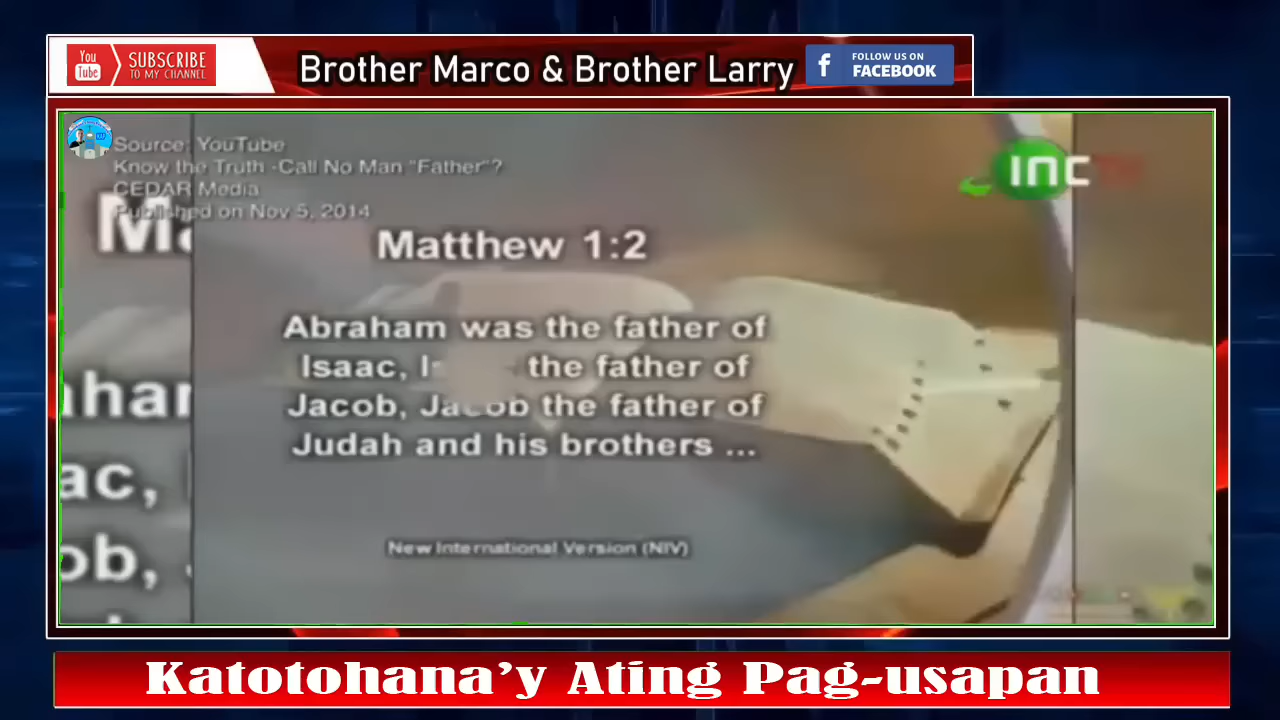 You
Tube
SUBSCRIBE
TO MY CHANNEL
Brother Marco & Brother Larry
f
FOLLOW US ON
FACEBOOK
Source: YouTube
Know the Truth -Call No Man "Father"?
CEDAR Media
Published on Nov 5, 2014
INC TV
Matthew 1:2
Abraham was the father of
Isaac, the father of
Jacob, Jacob the father of
Judah and his brothers ...
New International Version (NIV)
Katotohana’y Ating Pag-usapan